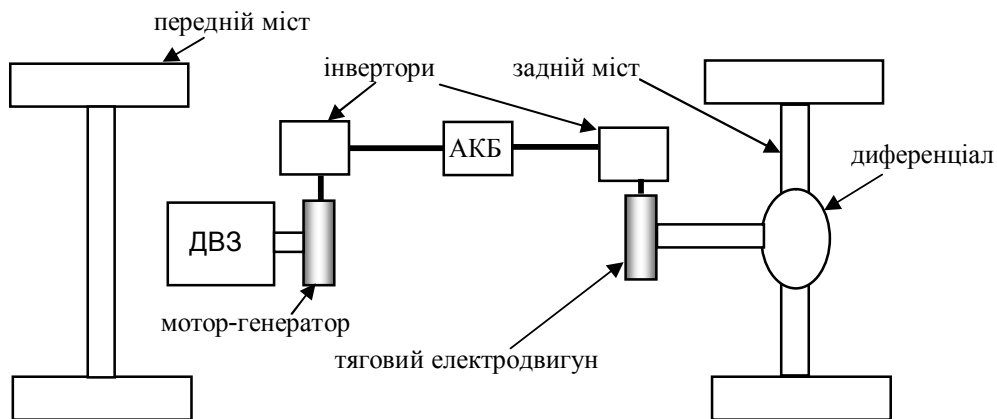 передній міст
інвертори
задній міст
АКБ
диференціал
ДВЗ
мотор-генератор
тяговий електродвигун